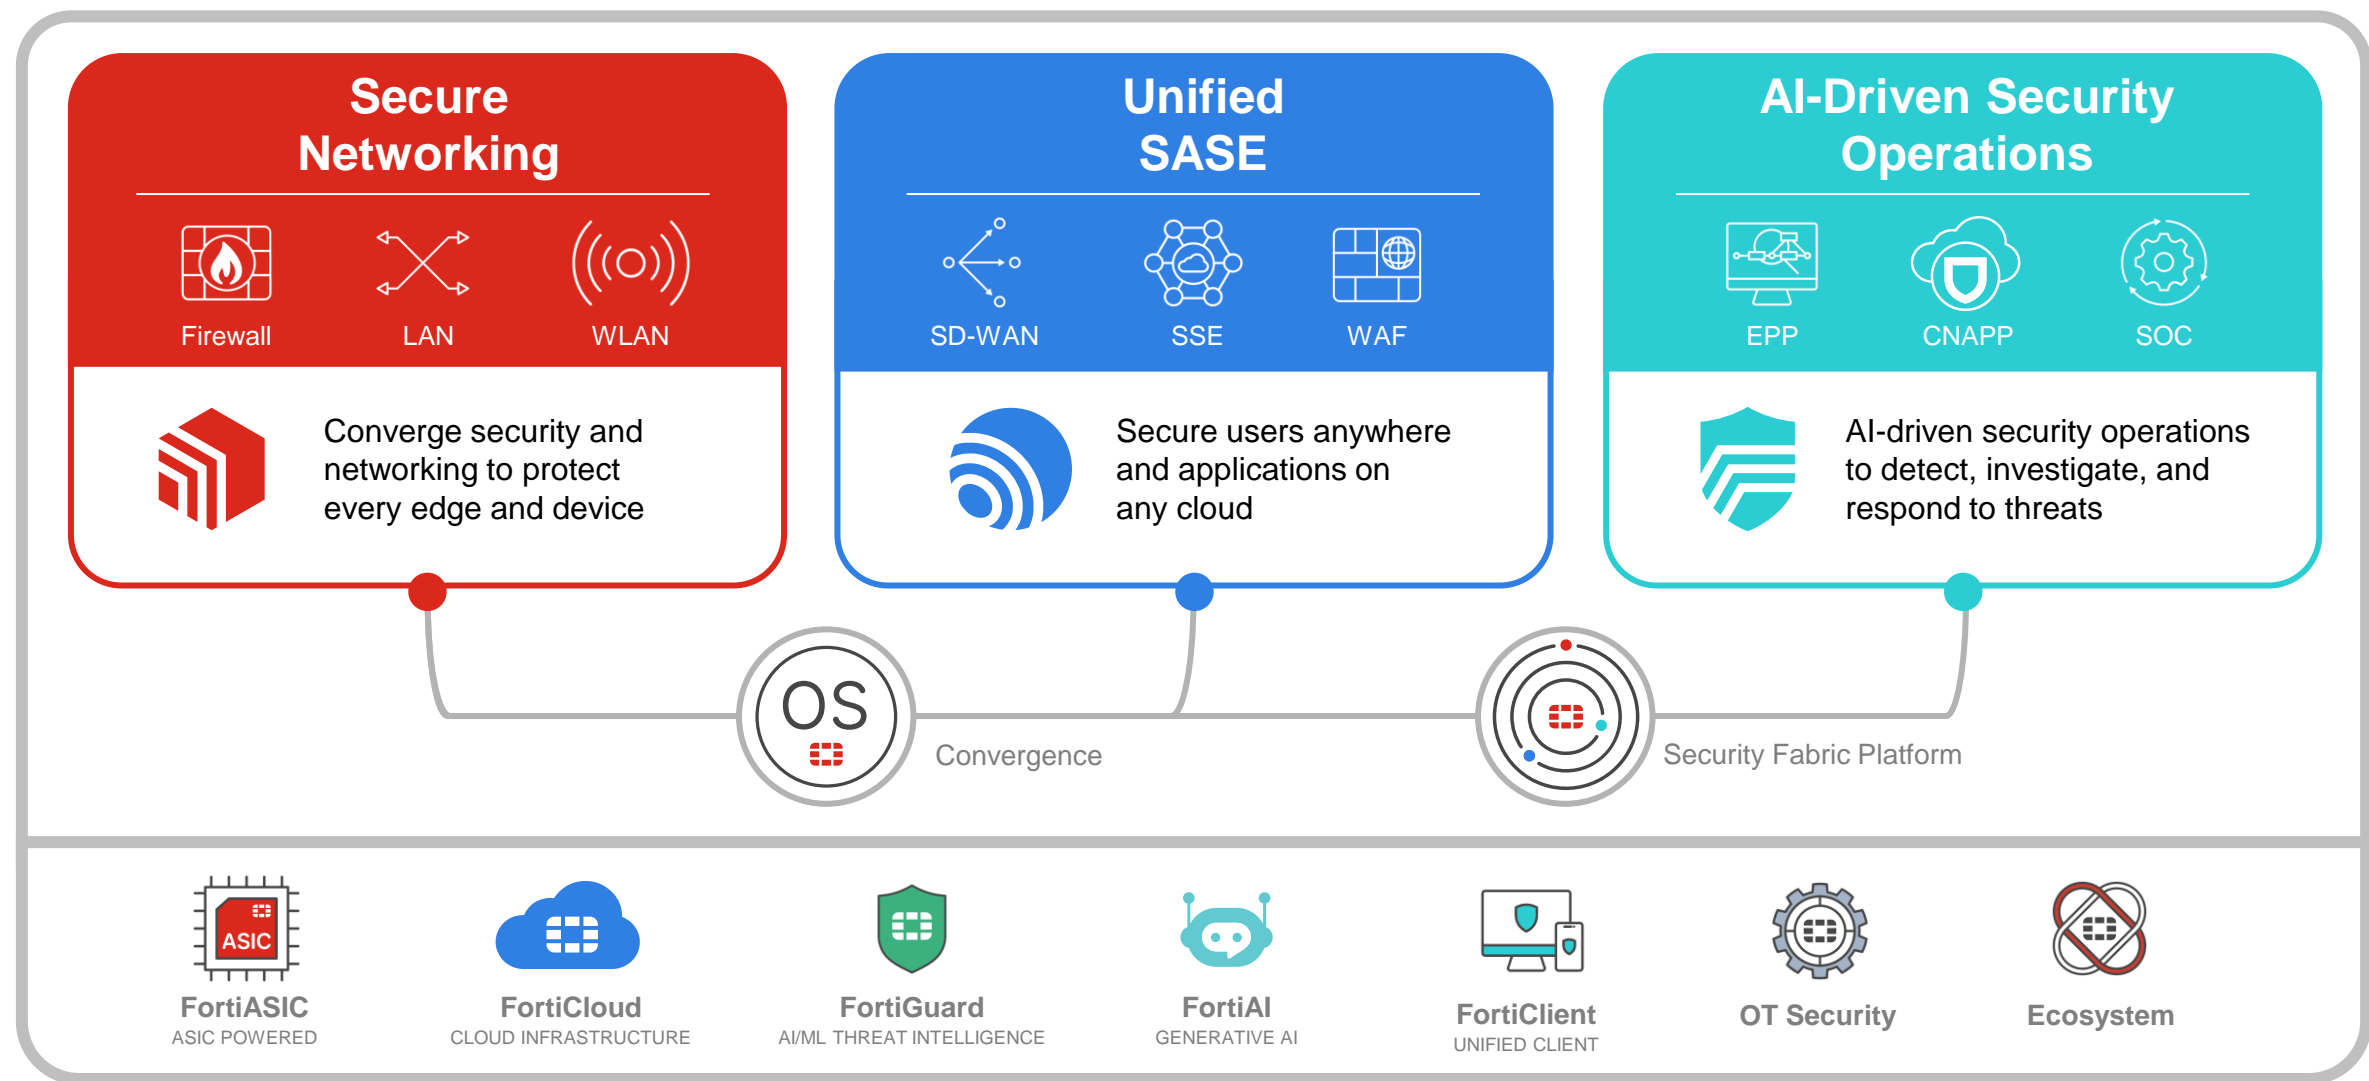 Secure
Networking
Firewall
LAN
WLAN
Converge security and
networking to protect
every edge and device
Unified
SASE
SD-WAN
SSE
WAF
Secure users anywhere
and applications on
any cloud
AI-Driven Security
Operations
EPP
CNAPP
SOC
AI-driven security operations
to detect, investigate, and
respond to threats
OS
Convergence
Security Fabric Platform
ASIC
FortiASIC
ASIC POWERED
FortiCloud
CLOUD INFRASTRUCTURE
FortiGuard
AI/ML THREAT INTELLIGENCE
FortiAI
GENERATIVE AI
FortiClient
UNIFIED CLIENT
OT Security
Ecosystem